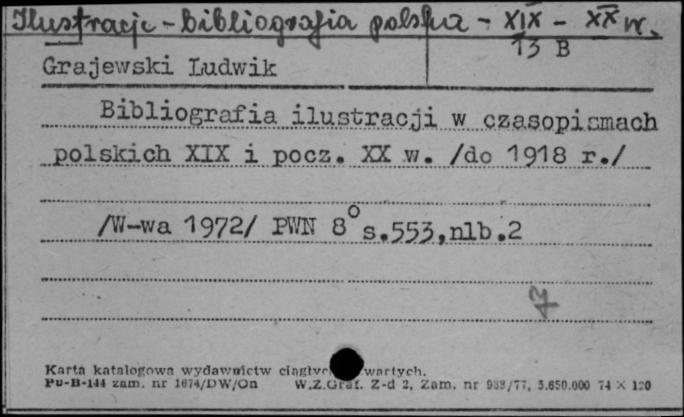 Ilustracje - bibliografia polska - XIX - XX w.
13 B
Grajewski Ludwik
Bibliografia ilustracji w czasopismach
polskich XIX i pocz. XX w. /do 1918 r./
/W-wa 1972/ PWN 8° s.553,nlb.2
7
Karta katalogowa wydawnictw ciągłych wartych.
Pu-B-144 zam. nr 1674/DW/On W.Z.Graf. Z-d 2, Zam. nr 933/77, 5.650.000 74 × 120